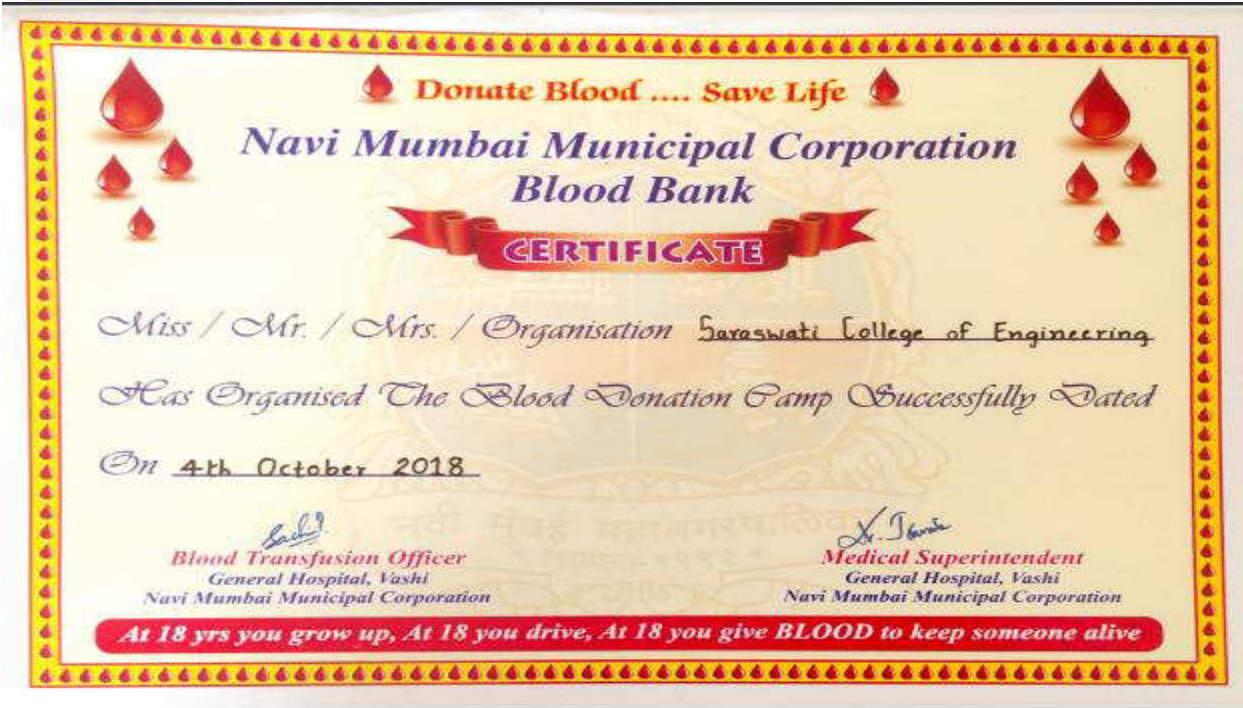 Donate Blood .... Save Life
Navi Mumbai Municipal Corporation
Blood Bank
CERTIFICATE
Miss / Mr. / Mrs. / Organisation Saraswati College of Engineering
Has Organised The Blood Donation Camp Successfully Dated
On 4th October 2018
Blood Transfusion Officer
General Hospital, Vashi
Navi Mumbai Municipal Corporation
Medical Superintendent
General Hospital, Vashi
Navi Mumbai Municipal Corporation
At 18 yrs you grow up, At 18 you drive, At 18 you give BLOOD to keep someone alive